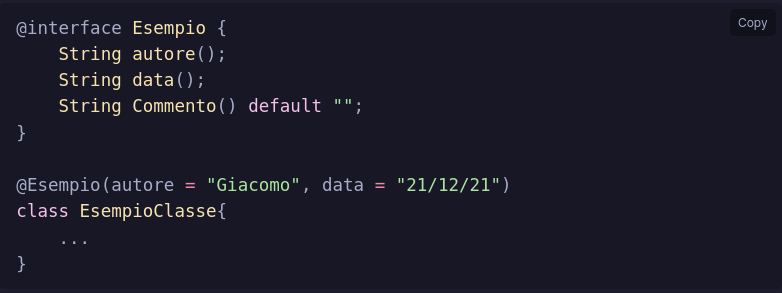 Copy
@interface Esempio {
    String autore();
    String data();
    String Commento() default "";
}

@Esempio(autore = "Giacomo", data = "21/12/21")
class EsempioClasse{
    ...
}